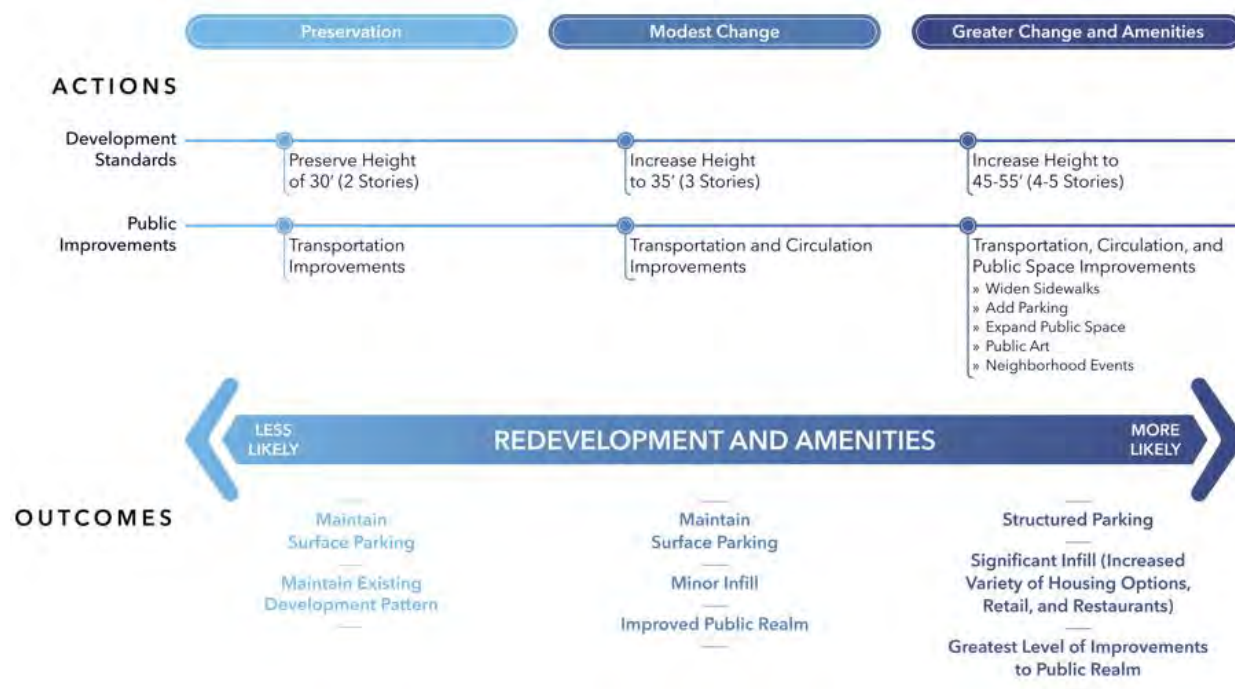 Preservation
Modest Change
Greater Change and Amenities
ACTIONS
Development
Standards
Preserve Height
of 30' (2 Stories)
Increase Height
to 35' (3 Stories)
Increase Height to
45-55' (4-5 Stories)
Public
Improvements
Transportation
Improvements
Transportation and Circulation
Improvements
Transportation, Circulation, and
Public Space Improvements
» Widen Sidewalks
» Add Parking
» Expand Public Space
» Public Art
» Neighborhood Events
LESS
LIKELY
REDEVELOPMENT AND AMENITIES
MORE
LIKELY
OUTCOMES
Maintain
Surface Parking
Maintain Existing
Development Pattern
Maintain
Surface Parking
Minor Infill
Improved Public Realm
Structured Parking
Significant Infill (Increased
Variety of Housing Options,
Retail, and Restaurants)
Greatest Level of Improvements
to Public Realm